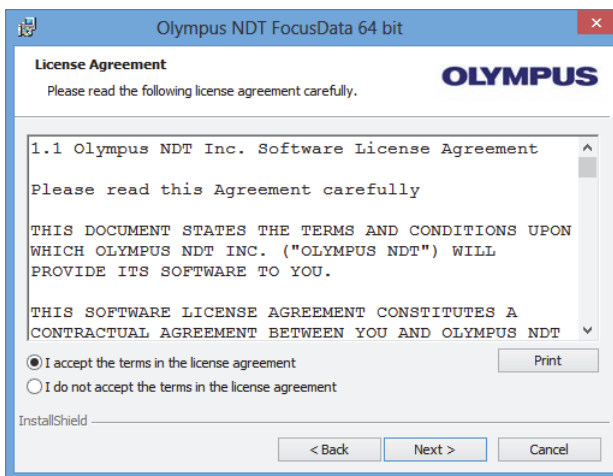 Olympus NDT FocusData 64 bit
License Agreement
Please read the following license agreement carefully.
OLYMPUS
1.1 Olympus NDT Inc. Software License Agreement
Please read this Agreement carefully
THIS DOCUMENT STATES THE TERMS AND CONDITIONS UPON
WHICH OLYMPUS NDT INC. ("OLYMPUS NDT") WILL
PROVIDE ITS SOFTWARE TO YOU.
THIS SOFTWARE LICENSE AGREEMENT CONSTITUTES A
CONTRACTUAL AGREEMENT BETWEEN YOU AND OLYMPUS NDT
I accept the terms in the license agreement
Print
I do not accept the terms in the license agreement
InstallShield
< Back
Next >
Cancel